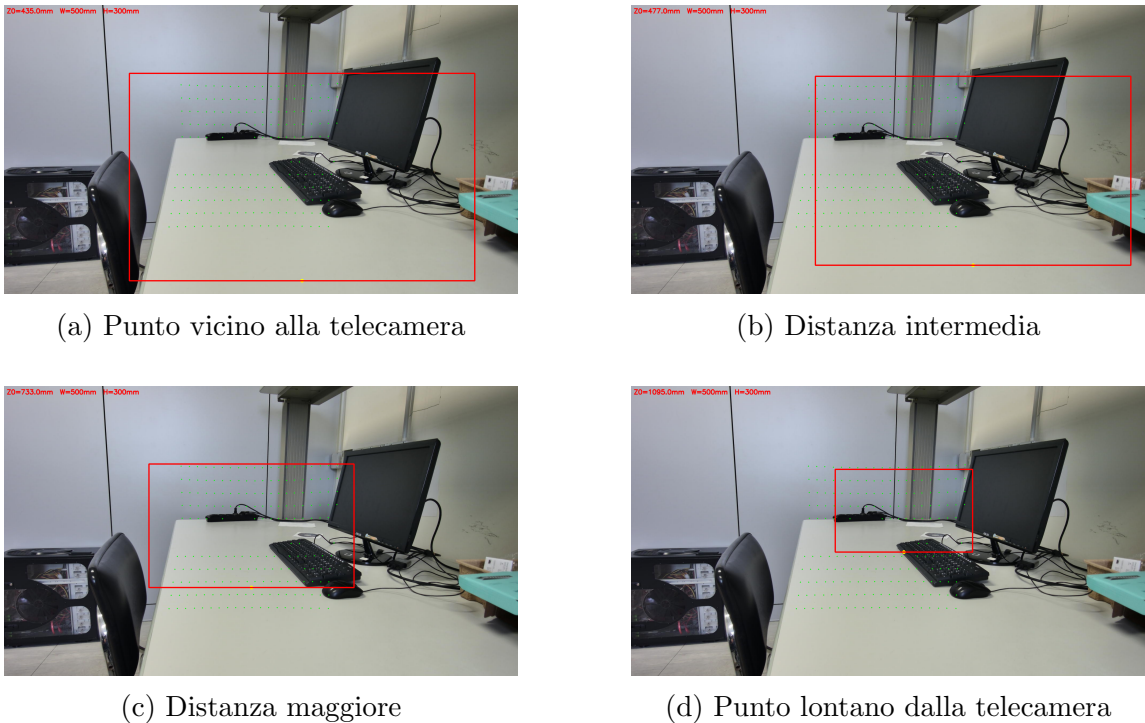 Z0=435.0mm W=500mm H=300mm
Z0=477.0mm W=500mm H=300mm
(a) Punto vicino alla telecamera
(b) Distanza intermedia
Z0=733.0mm W=500mm H=300mm
Z0=1095.0mm W=500mm H=300mm
(c) Distanza maggiore
(d) Punto lontano dalla telecamera